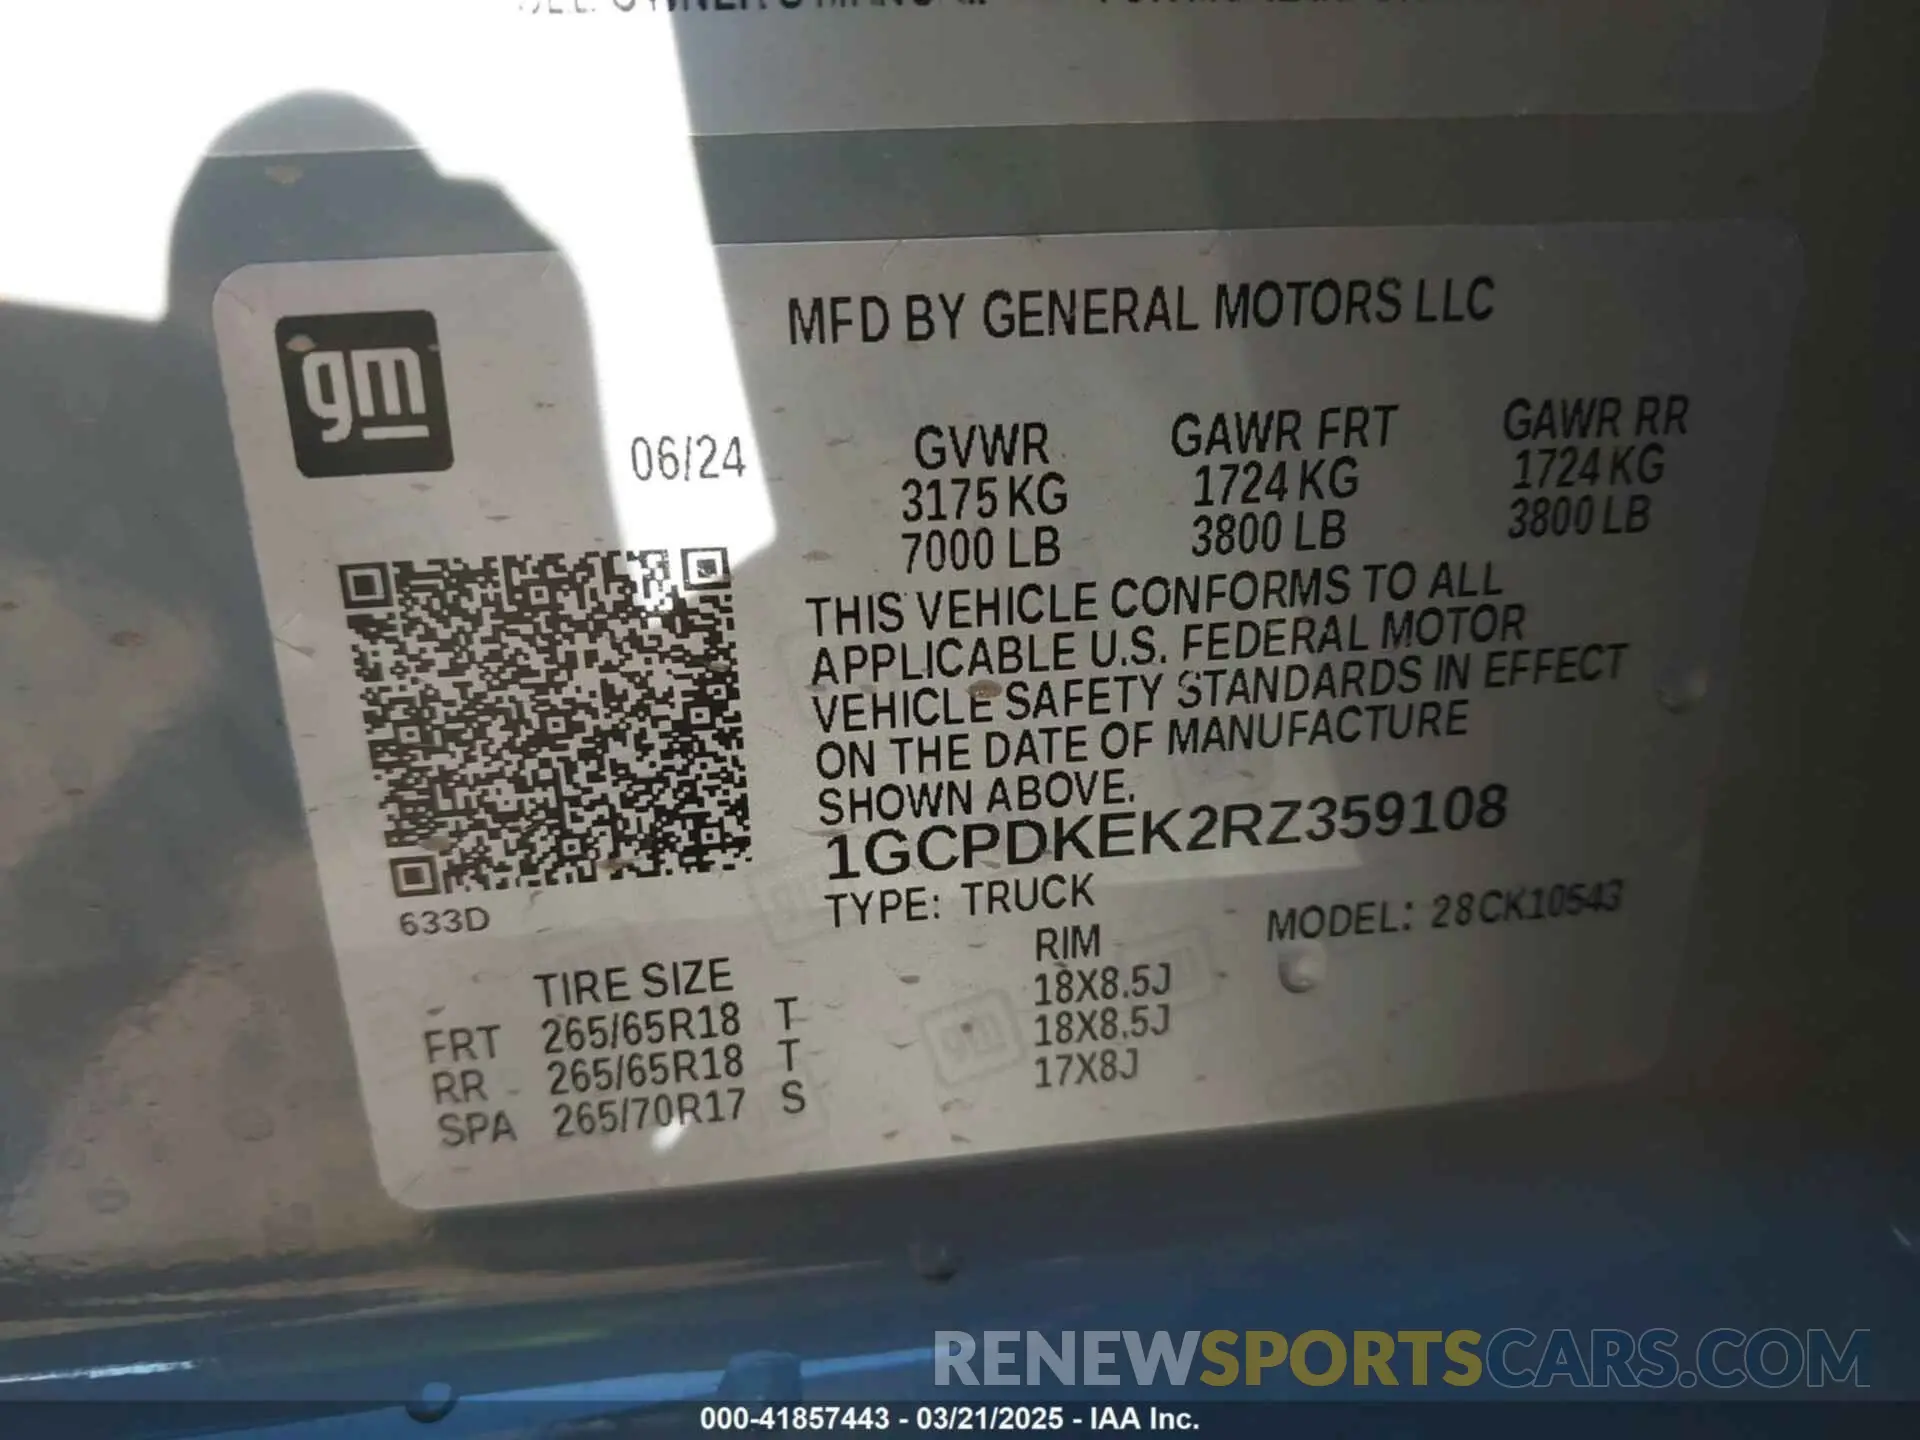 MFD BY GENERAL MOTORS LLC
gm
06/24
GVWR GAWR FRT GAWR RR
3175 KG 1724 KG 1724 KG
7000 LB 3800 LB 3800 LB
THIS VEHICLE CONFORMS TO ALL
APPLICABLE U.S. FEDERAL MOTOR
VEHICLE SAFETY STANDARDS IN EFFECT
ON THE DATE OF MANUFACTURE
SHOWN ABOVE.
1GCPDKEK2RZ359108
TYPE: TRUCK MODEL: 28CK10543
633D
TIRE SIZE RIM
FRT 265/65R18 T 18X8.5J
RR 265/65R18 T 18X8.5J
SPA 265/70R17 S 17X8J
RENEWSPORTSCARS.COM
000-41857443 - 03/21/2025 - IAA Inc.